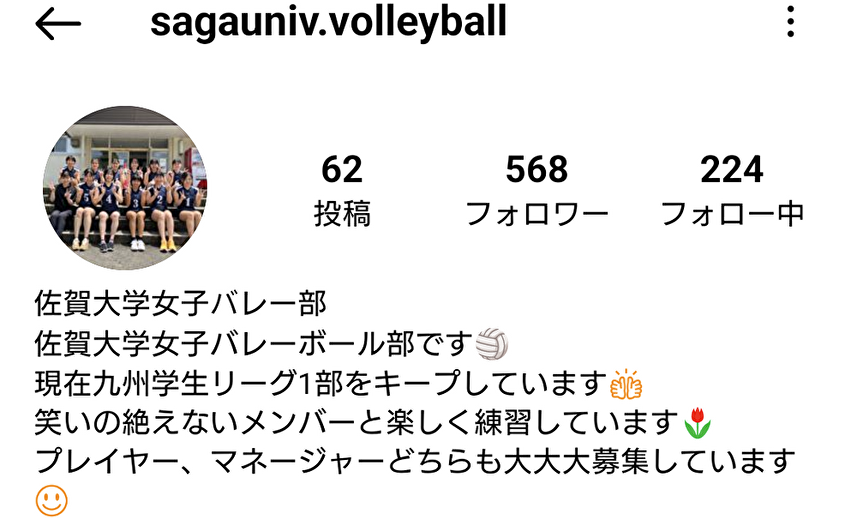 sagauniv.volleyball
62
568
224
投稿
フォロワー
フォロー中
佐賀大学女子バレー部
佐賀大学女子バレーボール部です🏐
現在九州学生リーグ1部をキープしています🙌
笑いの絶えないメンバーと楽しく練習しています🌷
プレイヤー、マネージャーどちらも大大大募集しています
🙂